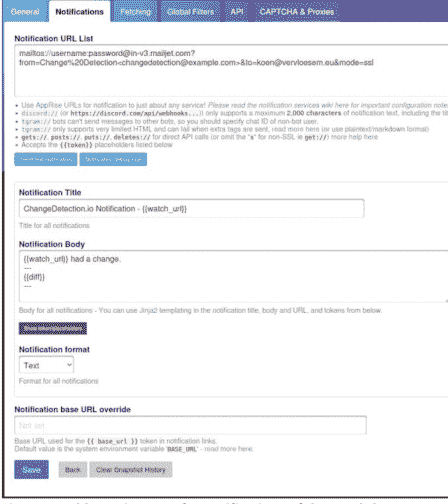 General Notifications Fetching Global Filters API CAPTCHA & Proxies
Notification URL List
mailtos://username:password@in-v3.mailjet.com?
from=Change%20Detection<changedetection@example.com>&to=koen@vervloesem.eu&mode=ssl
• Use AppRise URLs for notification to just about any service! Please read the notification services wiki here for important configuration notes
• discord:// (or https://discord.com/api/webhooks...) only supports a maximum 2,000 characters of notification text, including the tit
• tgram:// bots can't send messages to other bots, so you should specify chat ID of non-bot user.
• tgram:// only supports very limited HTML and can fail when extra tags are sent, read more here (or use plaintext/markdown format)
• gets://, posts://, puts://, deletes:// for direct API calls (or omit the "s" for non-SSL ie get://) more help here
• Accepts the {{token}} placeholders listed below
Notification Title
ChangeDetection.io Notification - {{watch_url}}
Title for all notifications
Notification Body
{{watch_url}} had a change.
---
{{diff}}
---
Body for all notifications - You can use Jinja2 templating in the notification title, body and URL, and tokens from below.
Notification format
Text
Format for all notifications
Notification base URL override
Not set
Base URL used for the {{ base_url }} token in notification links.
Default value is the system environment variable 'BASE_URL' - read more here.
Save Back Clear Snapshot History